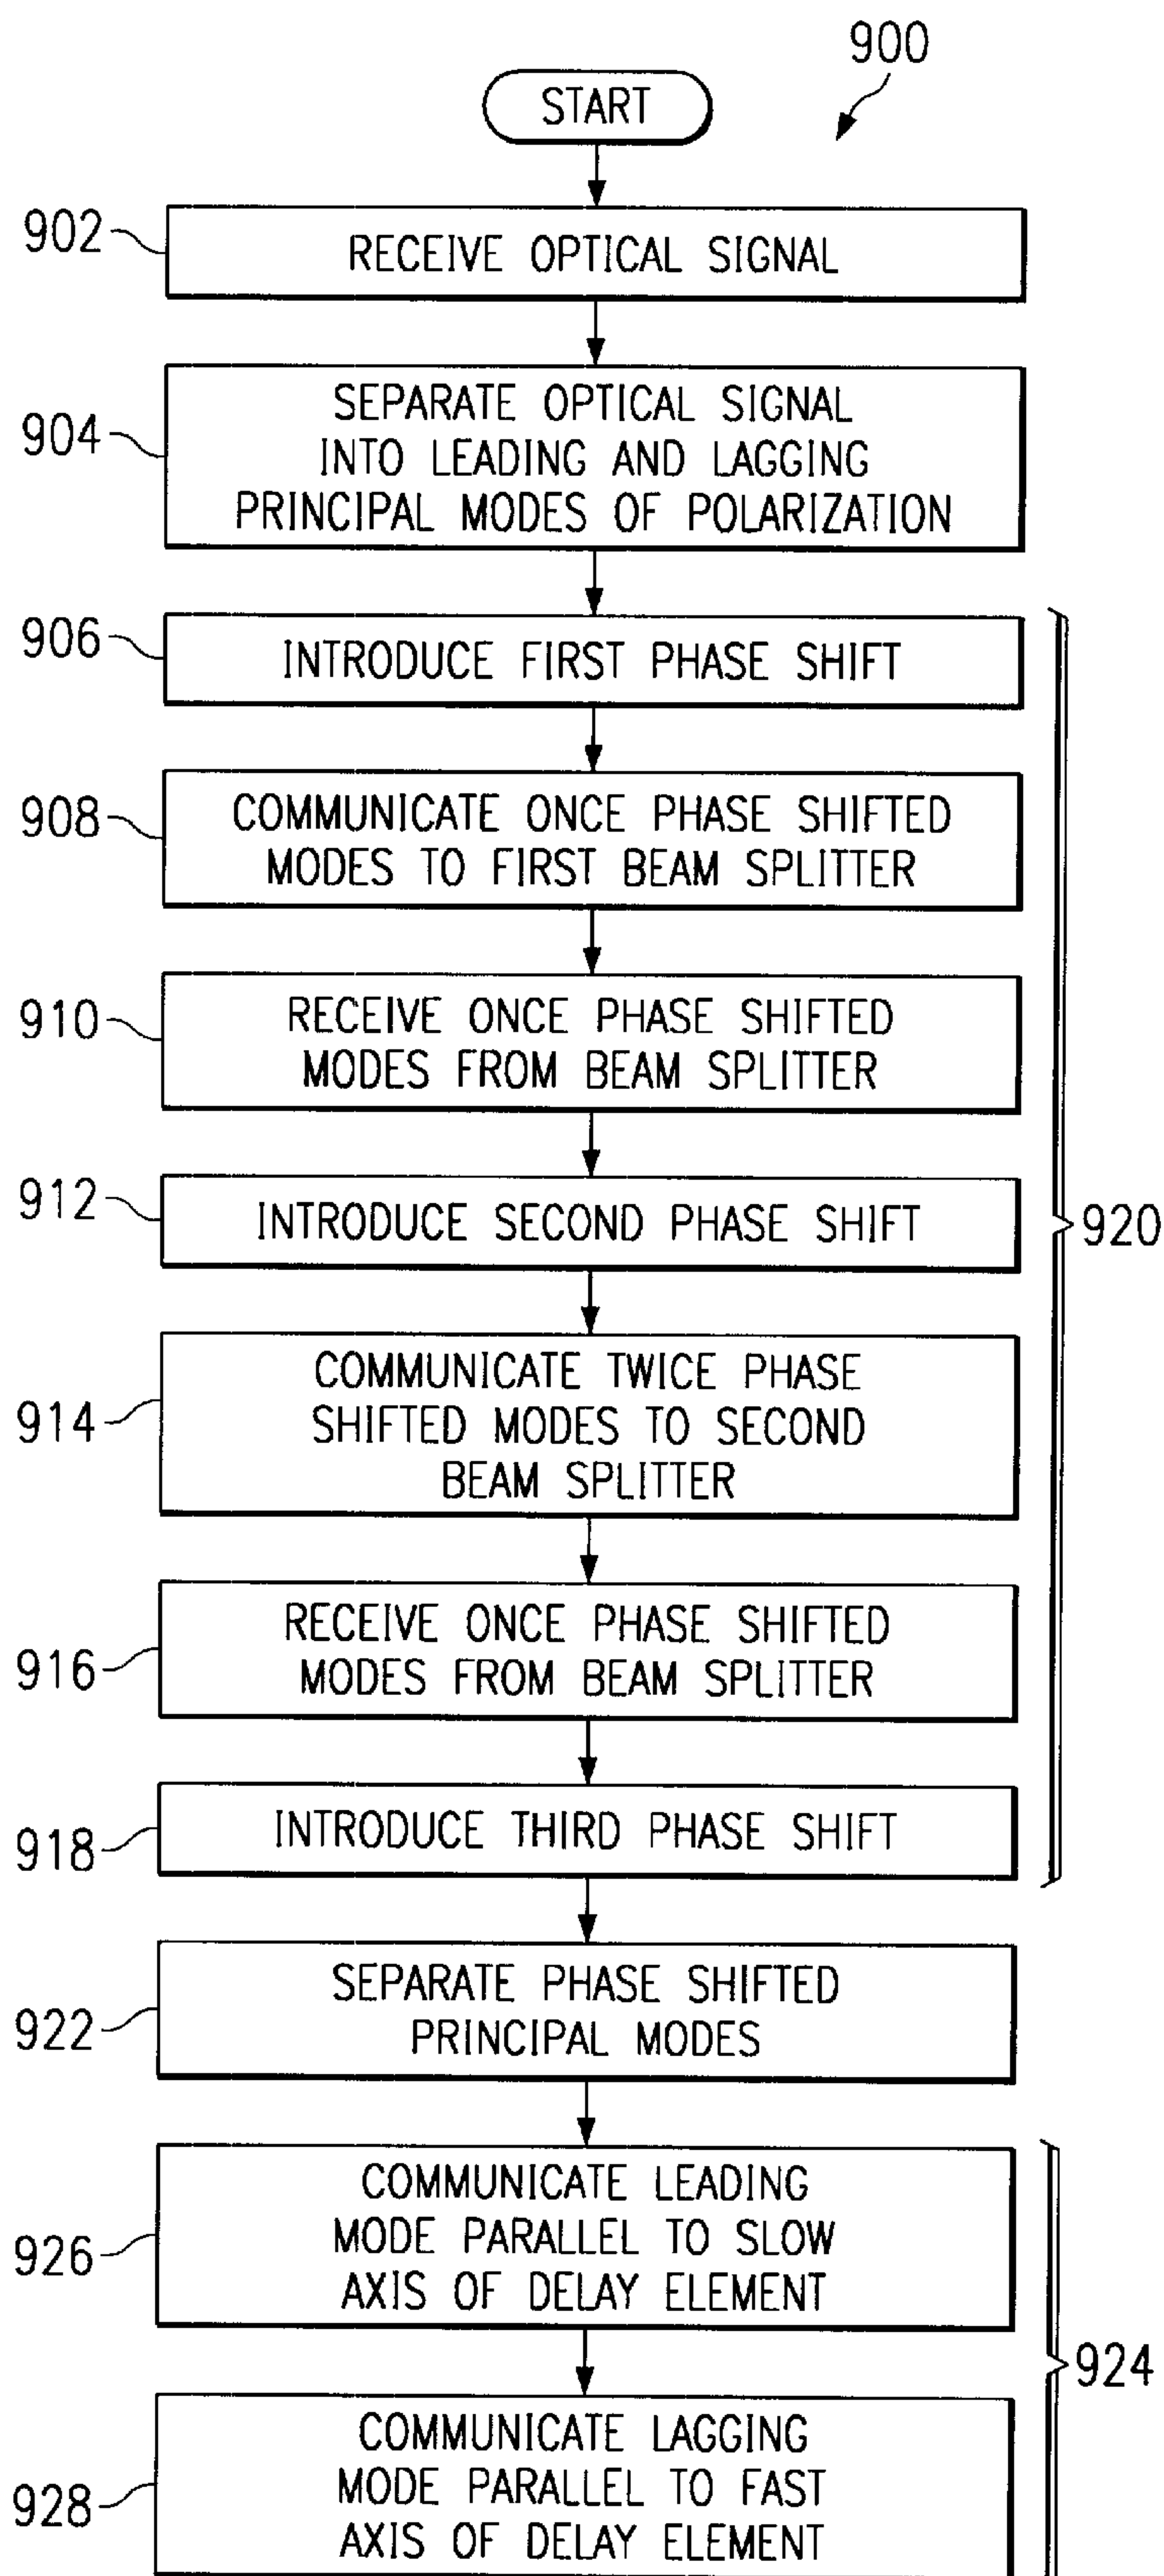 900
START
902
RECEIVE OPTICAL SIGNAL
904
SEPARATE OPTICAL SIGNAL
INTO LEADING AND LAGGING
PRINCIPAL MODES OF POLARIZATION
906
INTRODUCE FIRST PHASE SHIFT
908
COMMUNICATE ONCE PHASE SHIFTED
MODES TO FIRST BEAM SPLITTER
910
RECEIVE ONCE PHASE SHIFTED
MODES FROM BEAM SPLITTER
912
INTRODUCE SECOND PHASE SHIFT
920
914
COMMUNICATE TWICE PHASE
SHIFTED MODES TO SECOND
BEAM SPLITTER
916
RECEIVE ONCE PHASE SHIFTED
MODES FROM BEAM SPLITTER
918
INTRODUCE THIRD PHASE SHIFT
922
SEPARATE PHASE SHIFTED
PRINCIPAL MODES
926
COMMUNICATE LEADING
MODE PARALLEL TO SLOW
AXIS OF DELAY ELEMENT
924
928
COMMUNICATE LAGGING
MODE PARALLEL TO FAST
AXIS OF DELAY ELEMENT